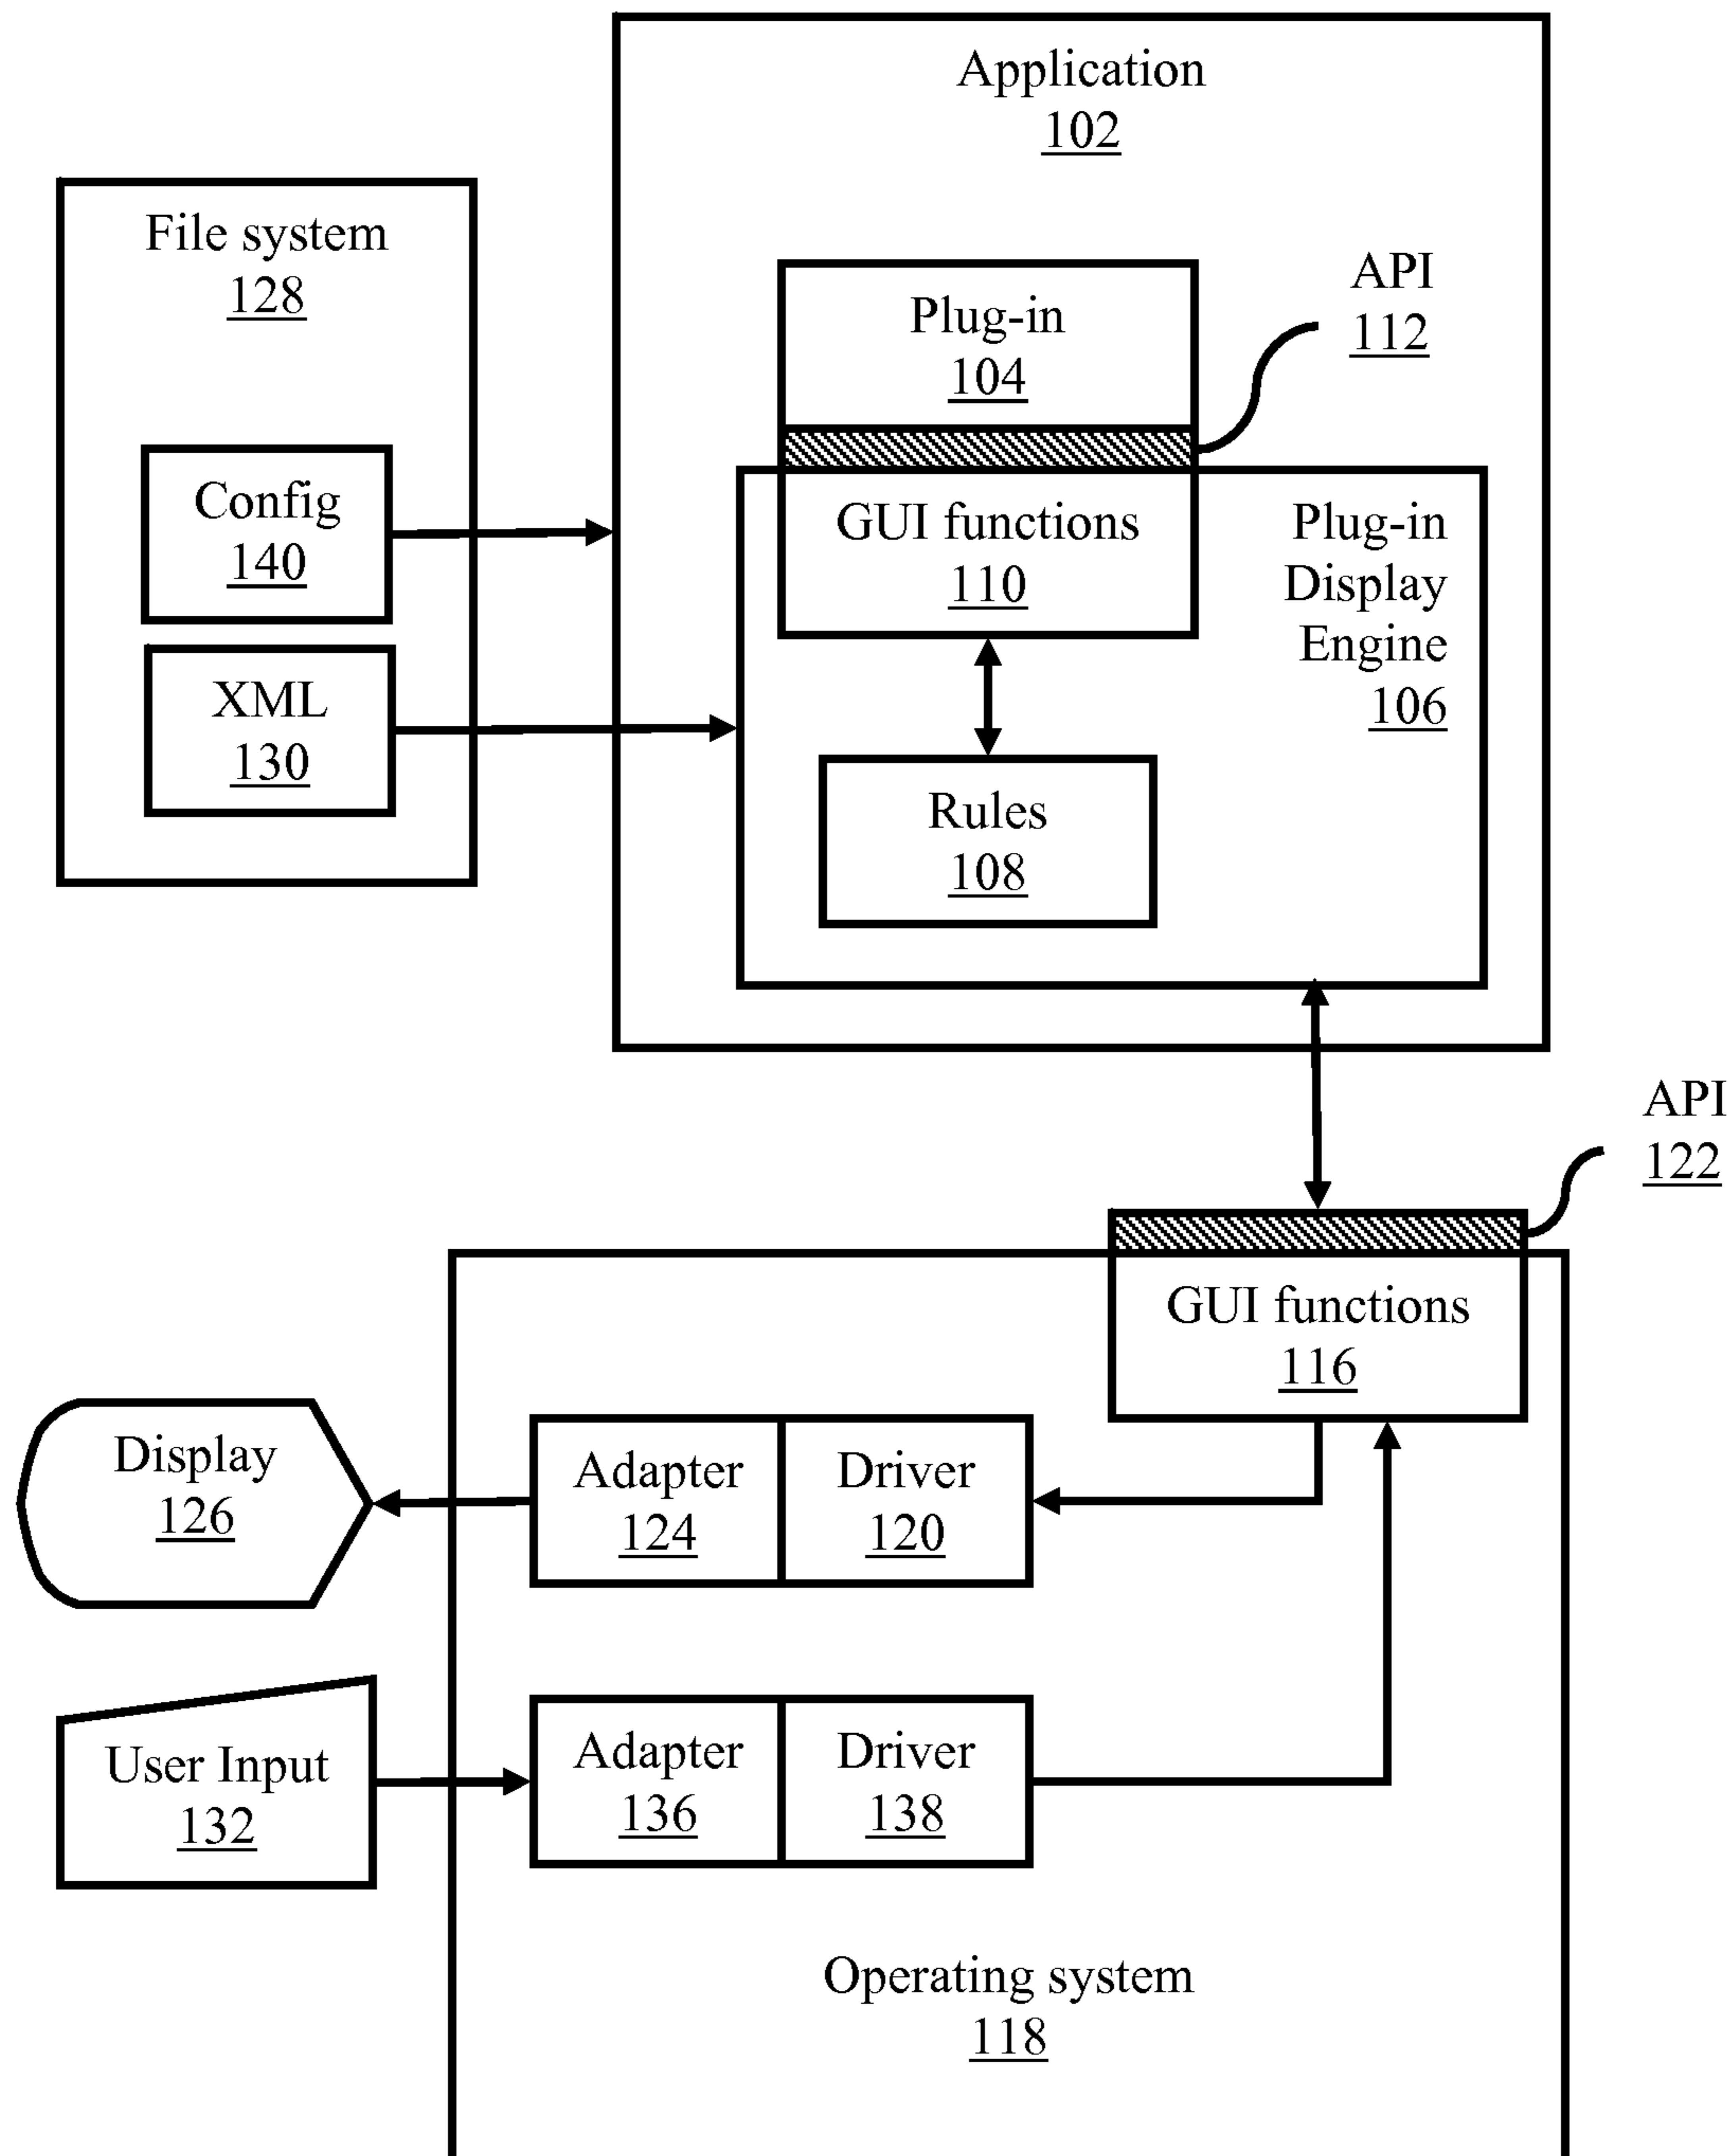 Application
102
File system
128
API
112
Plug-in
104
Config
140
GUI functions
110
Plug-in
Display
Engine
106
XML
130
Rules
108
API
122
GUI functions
116
Display
126
Adapter
124
Driver
120
User Input
132
Adapter
136
Driver
138
Operating system
118